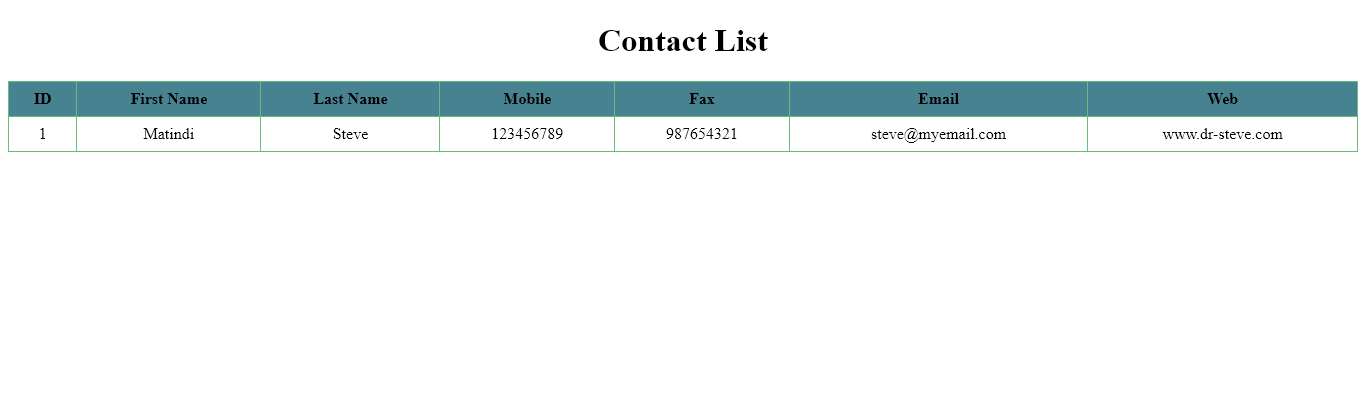 Contact List
ID First Name Last Name Mobile Fax Email Web
1 Matindi Steve 123456789 987654321 steve@myemail.com www.dr-steve.com